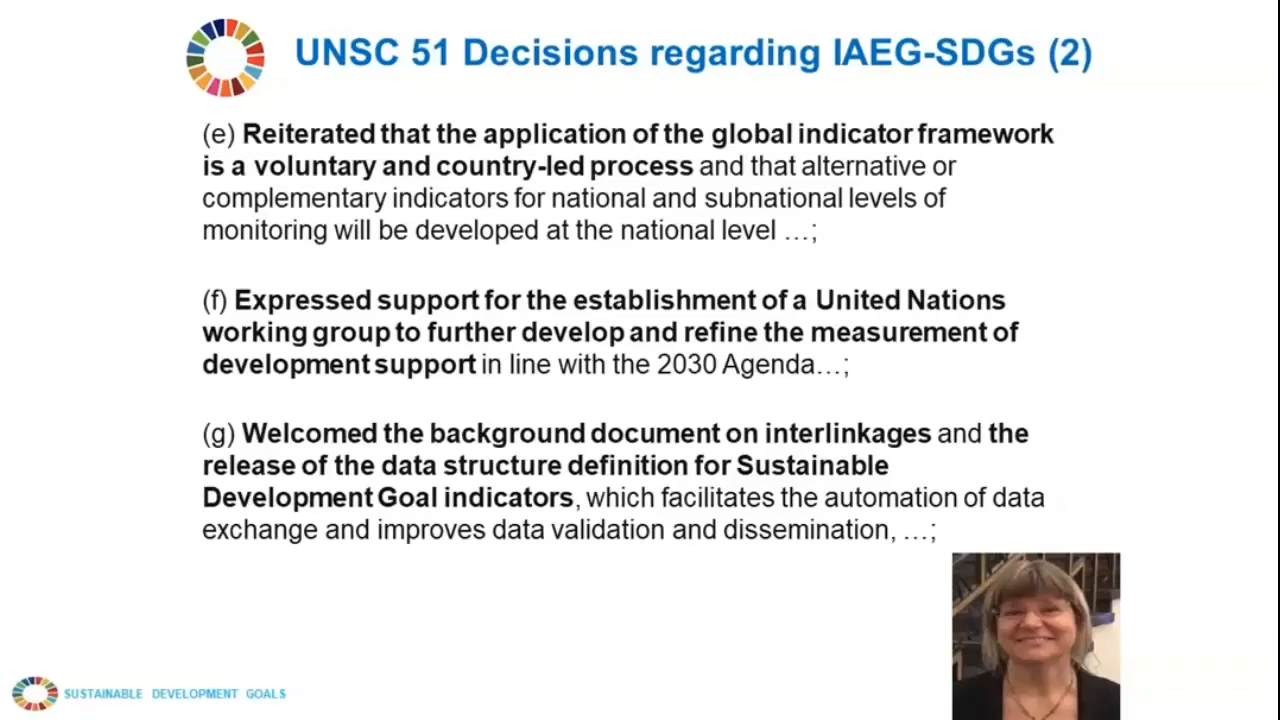 UNSC 51 Decisions regarding IAEG-SDGs (2)
(e) Reiterated that the application of the global indicator framework
is a voluntary and country-led process and that alternative or
complementary indicators for national and subnational levels of
monitoring will be developed at the national level …;
(f) Expressed support for the establishment of a United Nations
working group to further develop and refine the measurement of
development support in line with the 2030 Agenda…;
(g) Welcomed the background document on interlinkages and the
release of the data structure definition for Sustainable
Development Goal indicators, which facilitates the automation of data
exchange and improves data validation and dissemination, …;
SUSTAINABLE DEVELOPMENT GOALS